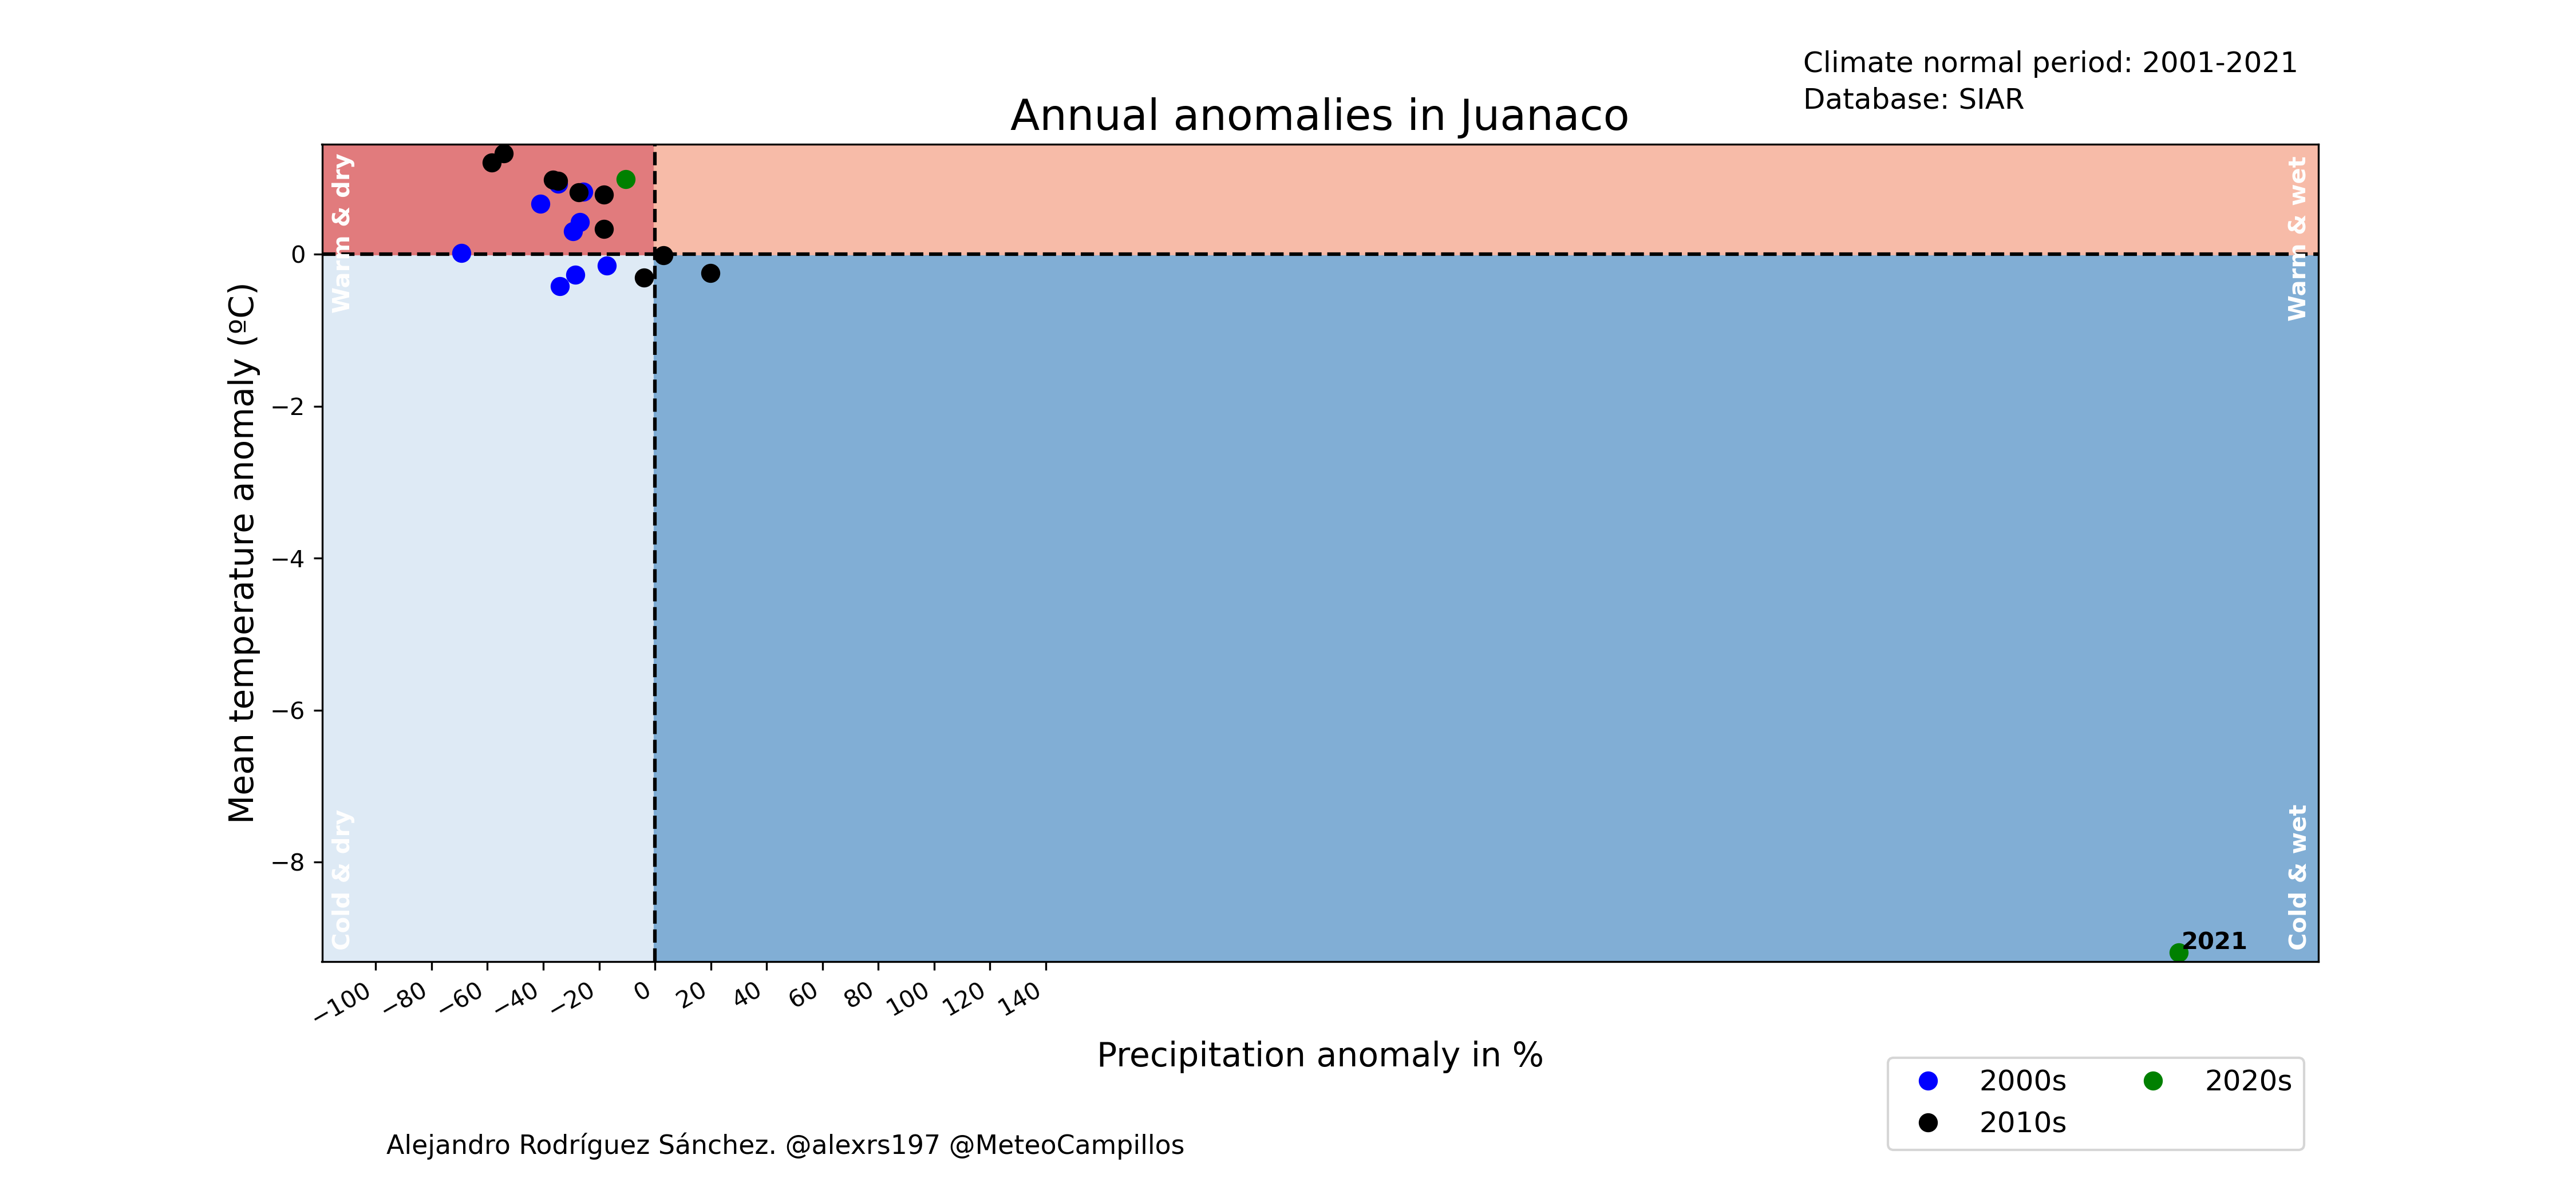 Climate normal period: 2001-2021
Database: SIAR
Annual anomalies in Juanaco
Warm & dry
Warm & wet
Cold & dry
Cold & wet
Mean temperature anomaly (ºC)
0
−2
−4
−6
−8
2021
−100 −80 −60 −40 −20 0 20 40 60 80 100 120 140
Precipitation anomaly in %
2000s 2020s
2010s
Alejandro Rodríguez Sánchez. @alexrs197 @MeteoCampillos